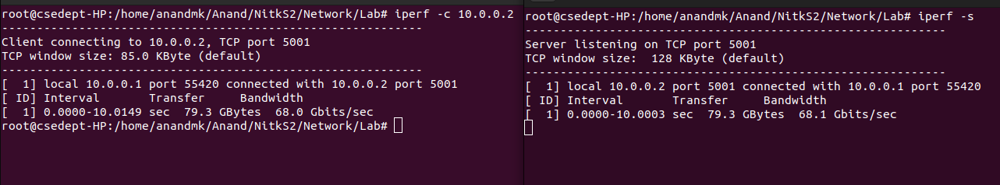 root@csedept-HP:/home/anandmk/Anand/NitkS2/Network/Lab# iperf -c 10.0.0.2
------------------------------------------------------------
Client connecting to 10.0.0.2, TCP port 5001
TCP window size: 85.0 KByte (default)
------------------------------------------------------------
[  1] local 10.0.0.1 port 55420 connected with 10.0.0.2 port 5001
[ ID] Interval       Transfer     Bandwidth
[  1] 0.0000-10.0149 sec  79.3 GBytes  68.0 Gbits/sec
root@csedept-HP:/home/anandmk/Anand/NitkS2/Network/Lab#
root@csedept-HP:/home/anandmk/Anand/NitkS2/Network/Lab# iperf -s
------------------------------------------------------------
Server listening on TCP port 5001
TCP window size:  128 KByte (default)
------------------------------------------------------------
[  1] local 10.0.0.2 port 5001 connected with 10.0.0.1 port 55420
[ ID] Interval       Transfer     Bandwidth
[  1] 0.0000-10.0003 sec  79.3 GBytes  68.1 Gbits/sec